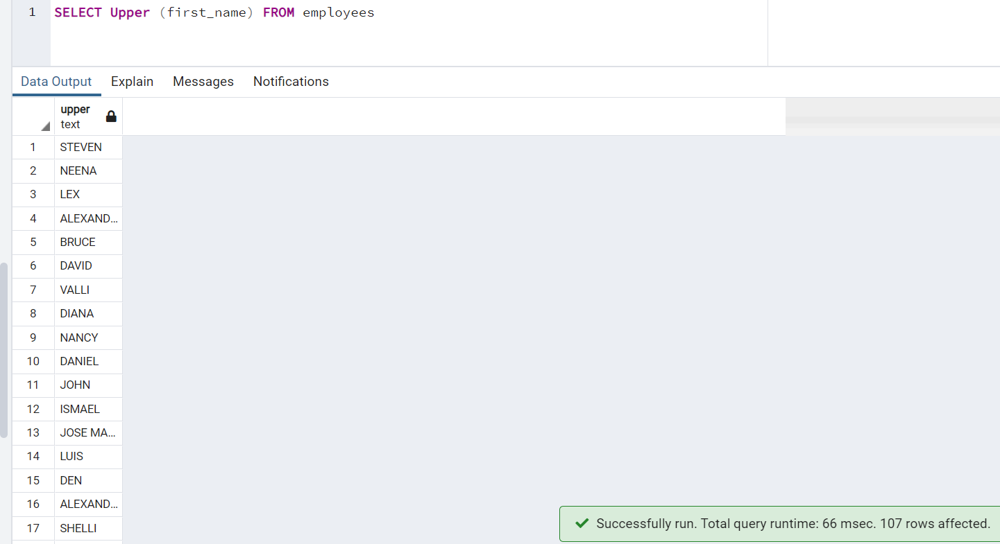 1 SELECT Upper (first_name) FROM employees
Data Output Explain Messages Notifications
upper
text
1 STEVEN
2 NEENA
3 LEX
4 ALEXAND...
5 BRUCE
6 DAVID
7 VALLI
8 DIANA
9 NANCY
10 DANIEL
11 JOHN
12 ISMAEL
13 JOSE MA...
14 LUIS
15 DEN
16 ALEXAND...
17 SHELLI
Successfully run. Total query runtime: 66 msec. 107 rows affected.